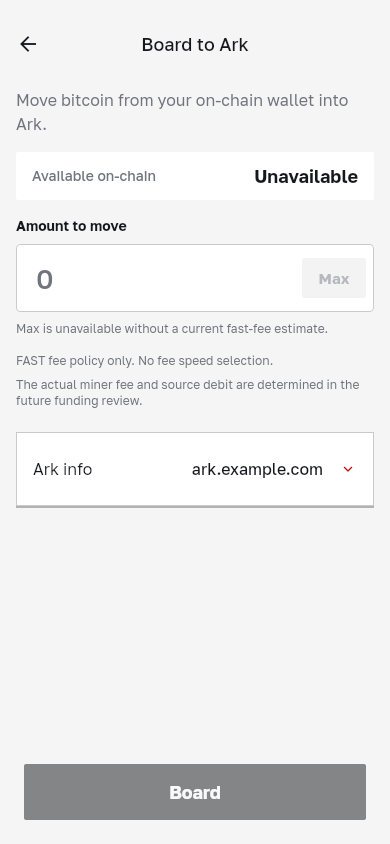 Board to Ark
Move bitcoin from your on-chain wallet into
Ark.
Available on-chain Unavailable
Amount to move
0 Max
Max is unavailable without a current fast-fee estimate.
FAST fee policy only. No fee speed selection.
The actual miner fee and source debit are determined in the
future funding review.
Ark info ark.example.com
Board